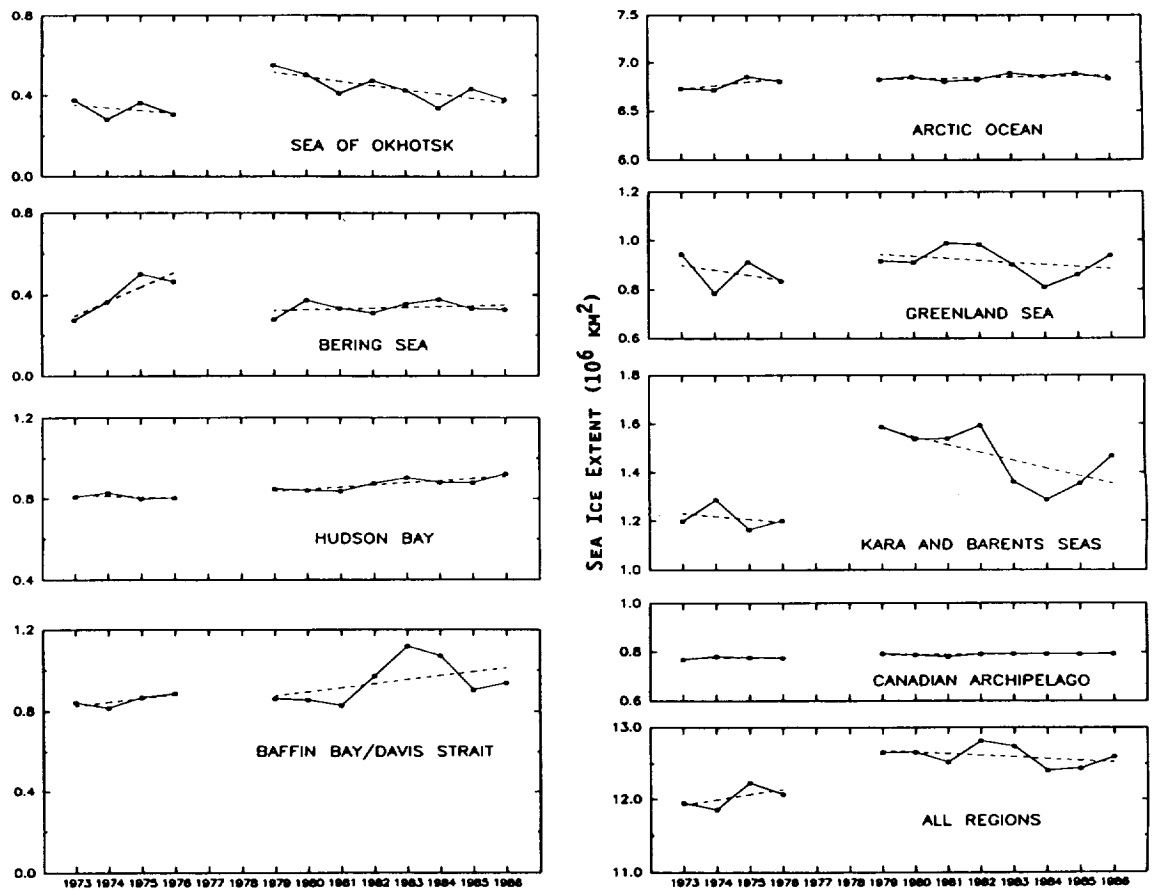 0.8
0.4
0.0
SEA OF OKHOTSK
0.8
0.4
0.0
BERING SEA
1.2
0.8
0.4
HUDSON BAY
1.2
0.8
0.4
0.0
BAFFIN BAY/DAVIS STRAIT
1973 1974 1975 1976 1977 1978 1979 1980 1981 1982 1983 1984 1985 1986
SEA ICE EXTENT (10^6 KM^2)
7.5
7.0
6.5
6.0
ARCTIC OCEAN
1.2
1.0
0.8
0.6
GREENLAND SEA
1.8
1.6
1.4
1.2
1.0
KARA AND BARENTS SEAS
1.0
0.8
0.6
CANADIAN ARCHIPELAGO
13.0
12.0
11.0
ALL REGIONS
1973 1974 1975 1976 1977 1978 1979 1980 1981 1982 1983 1984 1985 1986